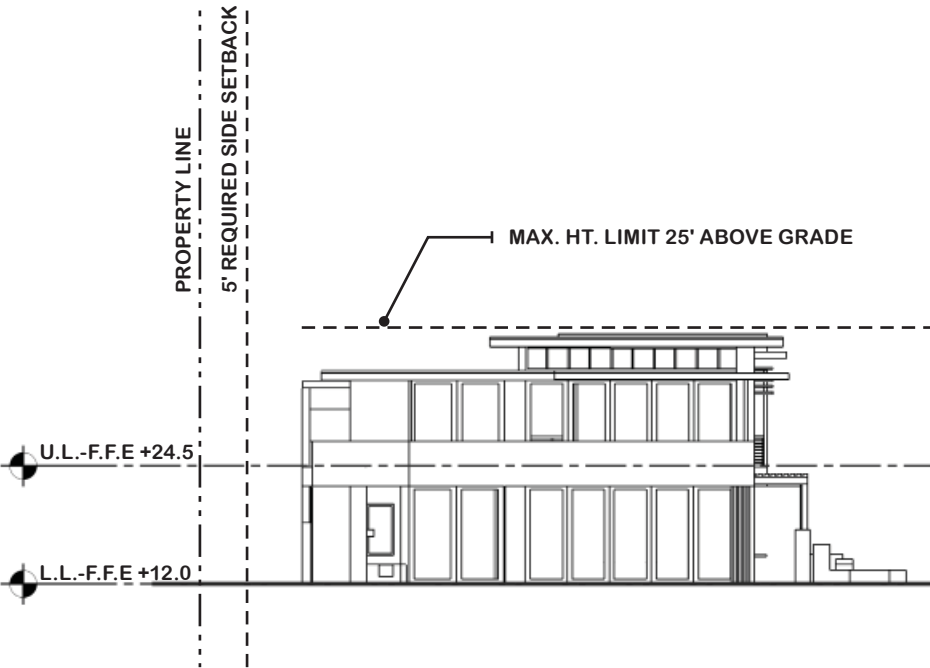 PROPERTY LINE
5' REQUIRED SIDE SETBACK
MAX. HT. LIMIT 25' ABOVE GRADE
U.L.-F.F.E +24.5
L.L.-F.F.E +12.0